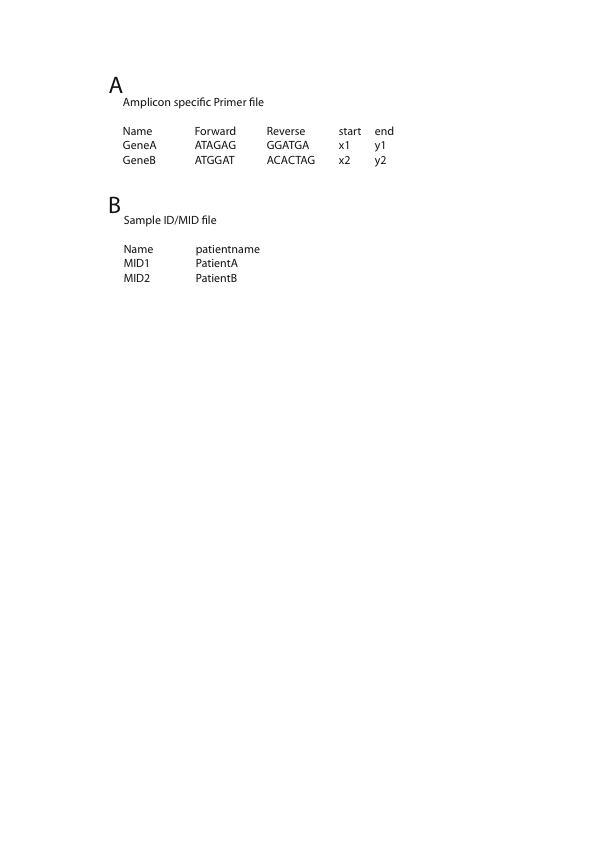 A
Amplicon specific Primer file
Name Forward Reverse start end
GeneA ATAGAG GGATGA x1 y1
GeneB ATGGAT ACACTAG x2 y2
B
Sample ID/MID file
Name patientname
MID1 PatientA
MID2 PatientB